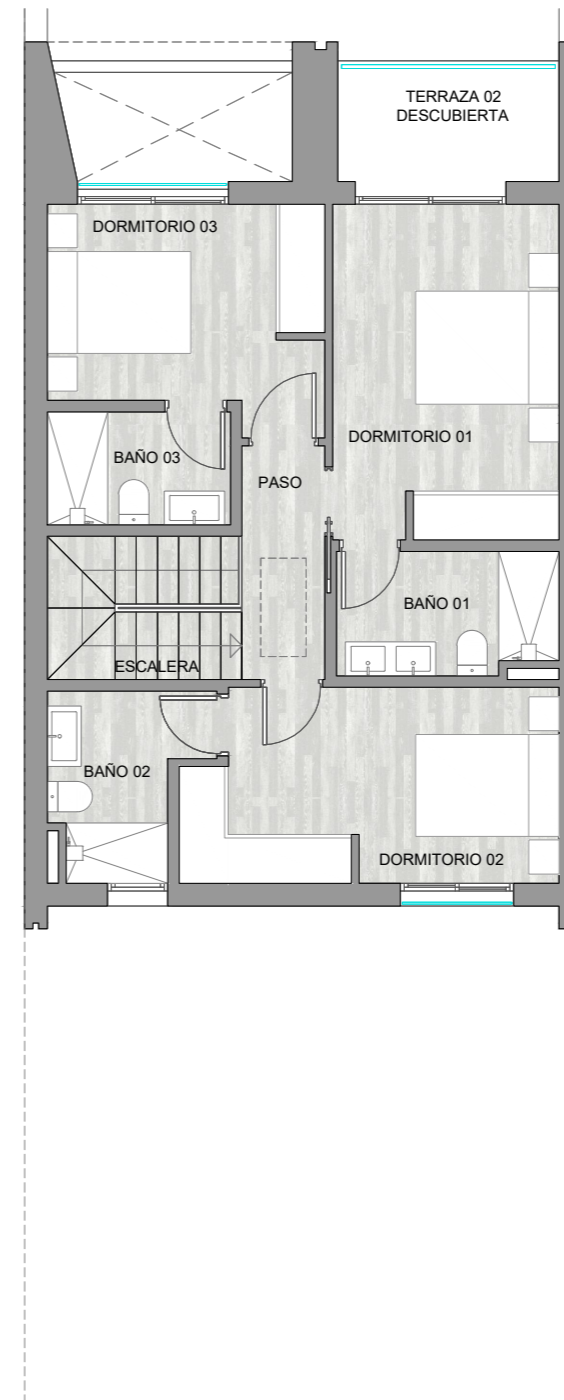 TERRAZA 02
DESCUBIERTA
DORMITORIO 03
DORMITORIO 01
BAÑO 03
PASO
BAÑO 01
ESCALERA
BAÑO 02
DORMITORIO 02